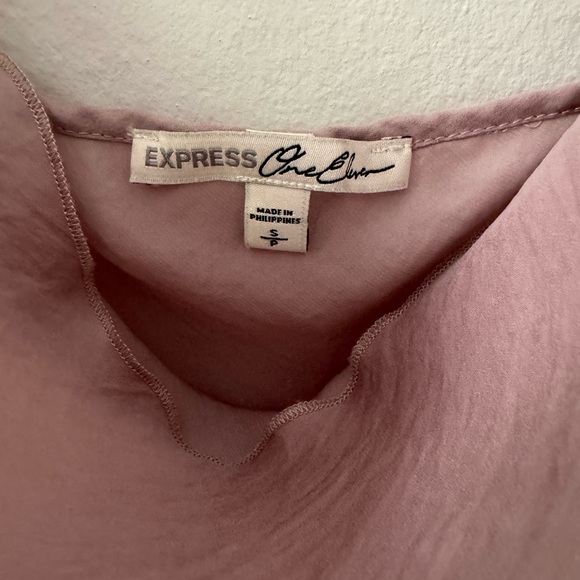 EXPRESS One Eleven
MADE IN
PHILIPPINES
S
P